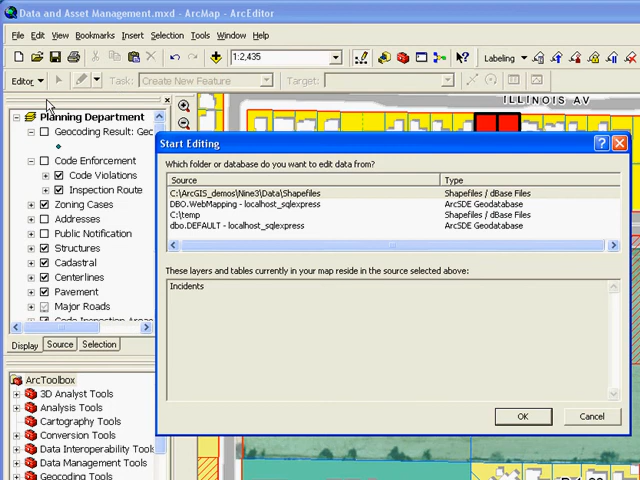 Data and Asset Management.mxd - ArcMap - ArcEditor
File Edit View Bookmarks Insert Selection Tools Window Help
1:2,435
Labeling
Editor
Task: Create New Feature
Target:
ILLINOIS AV
Planning Department
Geocoding Result: Geo
Code Enforcement
Code Violations
Inspection Route
Zoning Cases
Addresses
Public Notification
Structures
Cadastral
Centerlines
Pavement
Major Roads
Display Source Selection
ArcToolbox
3D Analyst Tools
Analysis Tools
Cartography Tools
Conversion Tools
Data Interoperability Tools
Data Management Tools
Geocoding Tools
Start Editing
Which folder or database do you want to edit data from?
Source Type
C:\ArcGIS_demos\Nine3\Data\Shapefiles Shapefiles / dBase Files
DBO.WebMapping - localhost_sqlexpress ArcSDE Geodatabase
C:\temp Shapefiles / dBase Files
dbo.DEFAULT - localhost_sqlexpress ArcSDE Geodatabase
These layers and tables currently in your map reside in the source selected above:
Incidents
OK Cancel